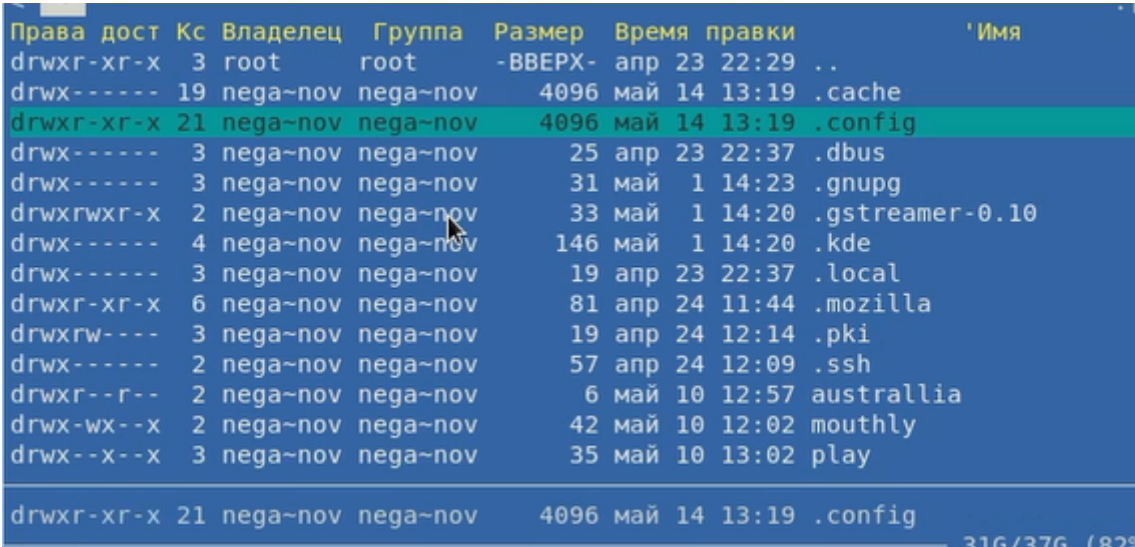 Права дост Кс Владелец Группа Размер Время правки 'Имя
drwxr-xr-x 3 root root -ВВЕРХ- апр 23 22:29 ..
drwx------ 19 nega~nov nega~nov 4096 май 14 13:19 .cache
drwxr-xr-x 21 nega~nov nega~nov 4096 май 14 13:19 .config
drwx------ 3 nega~nov nega~nov 25 апр 23 22:37 .dbus
drwx------ 3 nega~nov nega~nov 31 май 1 14:23 .gnupg
drwxrwxr-x 2 nega~nov nega~nov 33 май 1 14:20 .gstreamer-0.10
drwx------ 4 nega~nov nega~nov 146 май 1 14:20 .kde
drwx------ 3 nega~nov nega~nov 19 апр 23 22:37 .local
drwxr-xr-x 6 nega~nov nega~nov 81 апр 24 11:44 .mozilla
drwxrw---- 3 nega~nov nega~nov 19 апр 24 12:14 .pki
drwx------ 2 nega~nov nega~nov 57 апр 24 12:09 .ssh
drwxr--r-- 2 nega~nov nega~nov 6 май 10 12:57 australlia
drwx-wx--x 2 nega~nov nega~nov 42 май 10 12:02 mouthly
drwx--x--x 3 nega~nov nega~nov 35 май 10 13:02 play
drwxr-xr-x 21 nega~nov nega~nov 4096 май 14 13:19 .config
31G/37G (82%